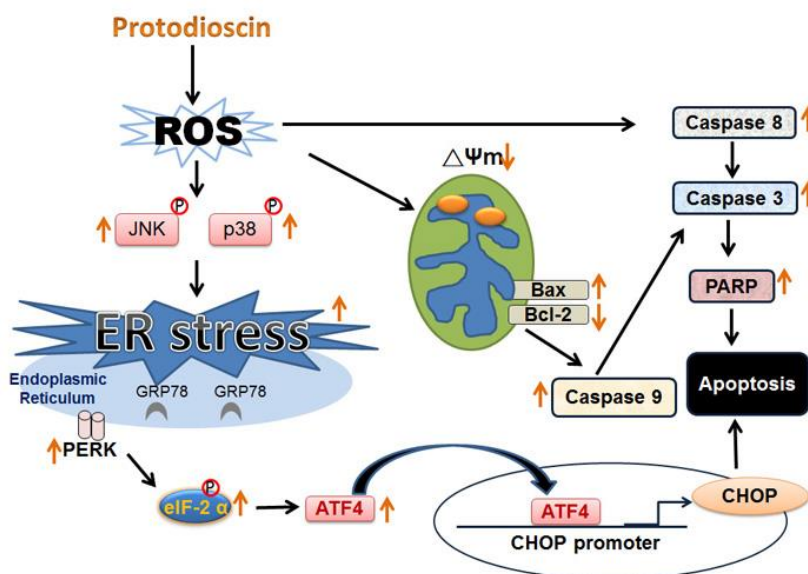 Protodioscin
ROS
Caspase 8
△Ψm
P
P
JNK
p38
Caspase 3
Bax
Bcl-2
PARP
ER stress
Endoplasmic
Reticulum
GRP78
GRP78
Caspase 9
Apoptosis
PERK
P
eIF-2 α
ATF4
ATF4
CHOP
CHOP promoter